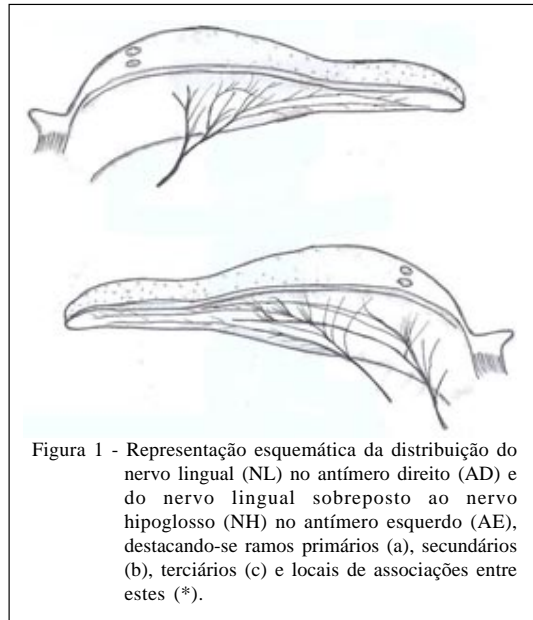 Figura 1 - Representação esquemática da distribuição do
nervo lingual (NL) no antímero direito (AD) e
do nervo lingual sobreposto ao nervo
hipoglosso (NH) no antímero esquerdo (AE),
destacando-se ramos primários (a), secundários
(b), terciários (c) e locais de associações entre
estes (*).